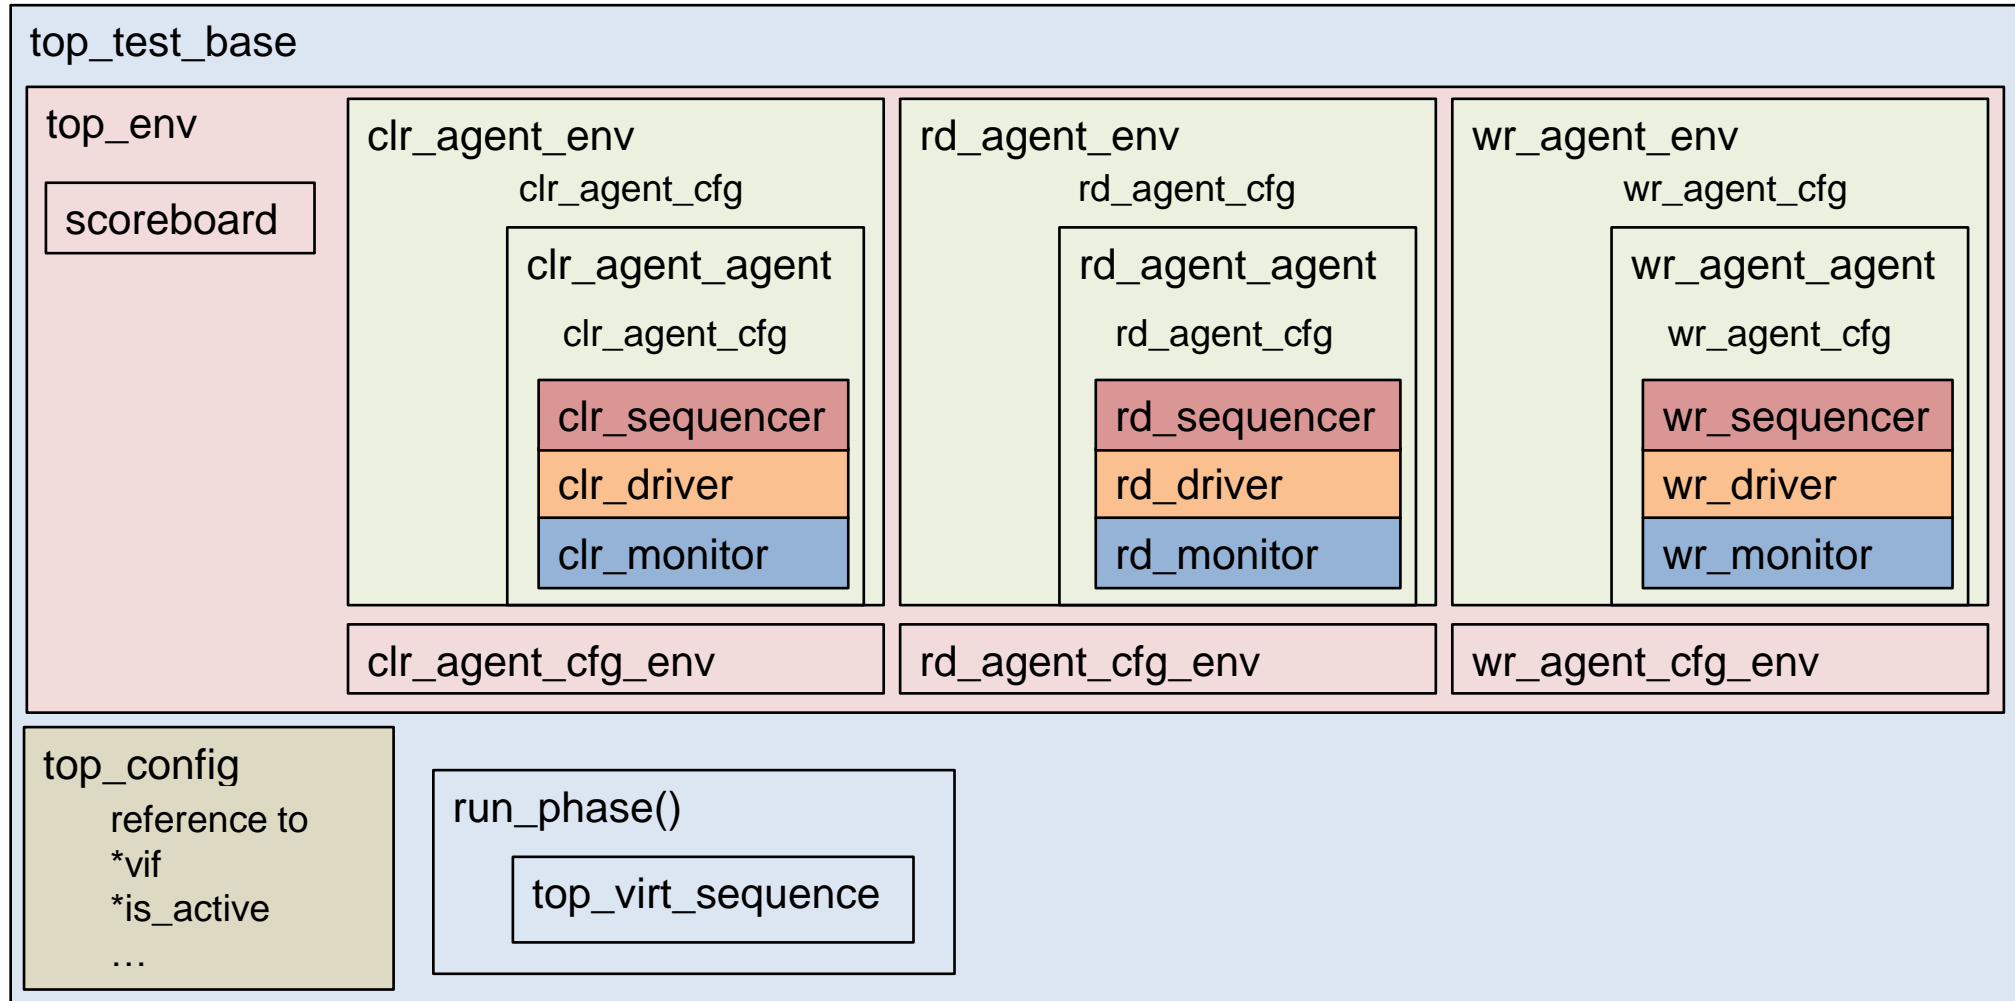 top_test_base
top_env
scoreboard
clr_agent_env
clr_agent_cfg
clr_agent_agent
clr_agent_cfg
clr_sequencer
clr_driver
clr_monitor
rd_agent_env
rd_agent_cfg
rd_agent_agent
rd_agent_cfg
rd_sequencer
rd_driver
rd_monitor
wr_agent_env
wr_agent_cfg
wr_agent_agent
wr_agent_cfg
wr_sequencer
wr_driver
wr_monitor
clr_agent_cfg_env
rd_agent_cfg_env
wr_agent_cfg_env
top_config
reference to
*vif
*is_active
…
run_phase()
top_virt_sequence